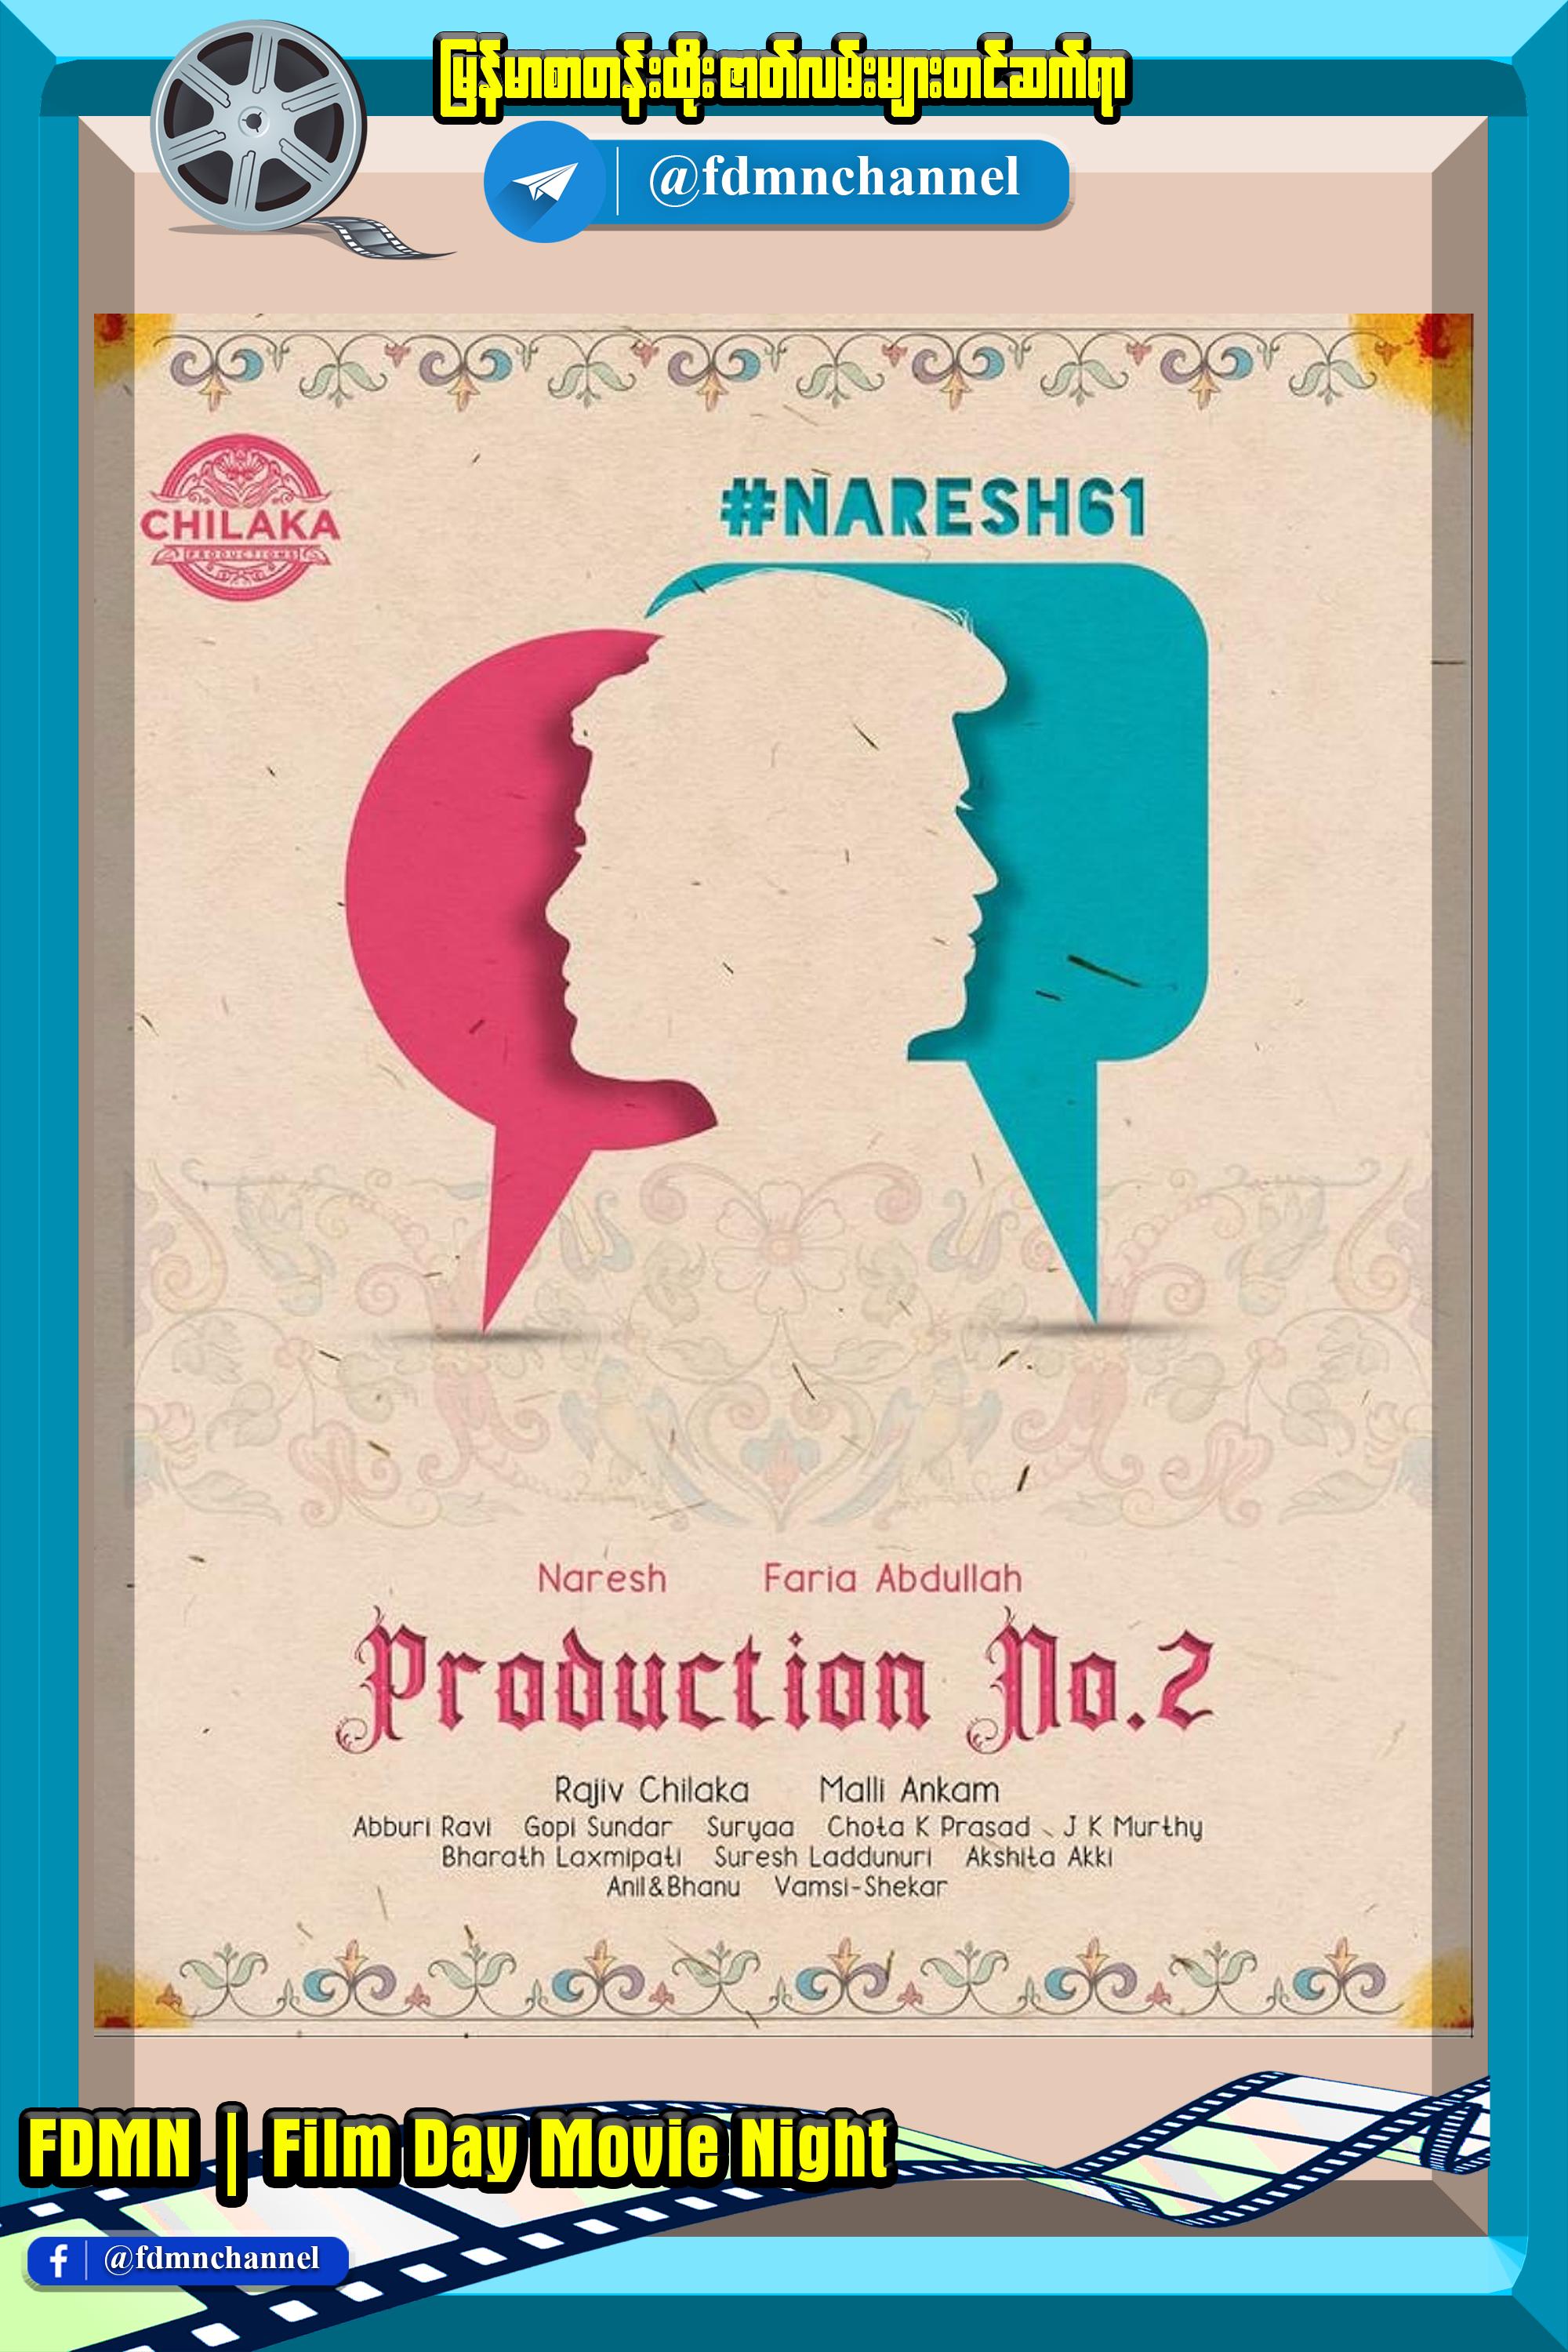 မြန်မာစာတန်းထိုးဇာတ်လမ်းများတင်ဆက်ရာ
@fdmnchannel
CHILAKA
PRODUCTIONS
#NARESH61
Naresh Faria Abdullah
Production No.2
Rajiv Chilaka Malli Ankam
Abburi Ravi Gopi Sundar Suryaa Chota K Prasad J K Murthy
Bharath Laxmipati Suresh Laddunuri Akshita Akki
Anil&Bhanu Vamsi-Shekar
FDMN | Film Day Movie Night
f @fdmnchannel